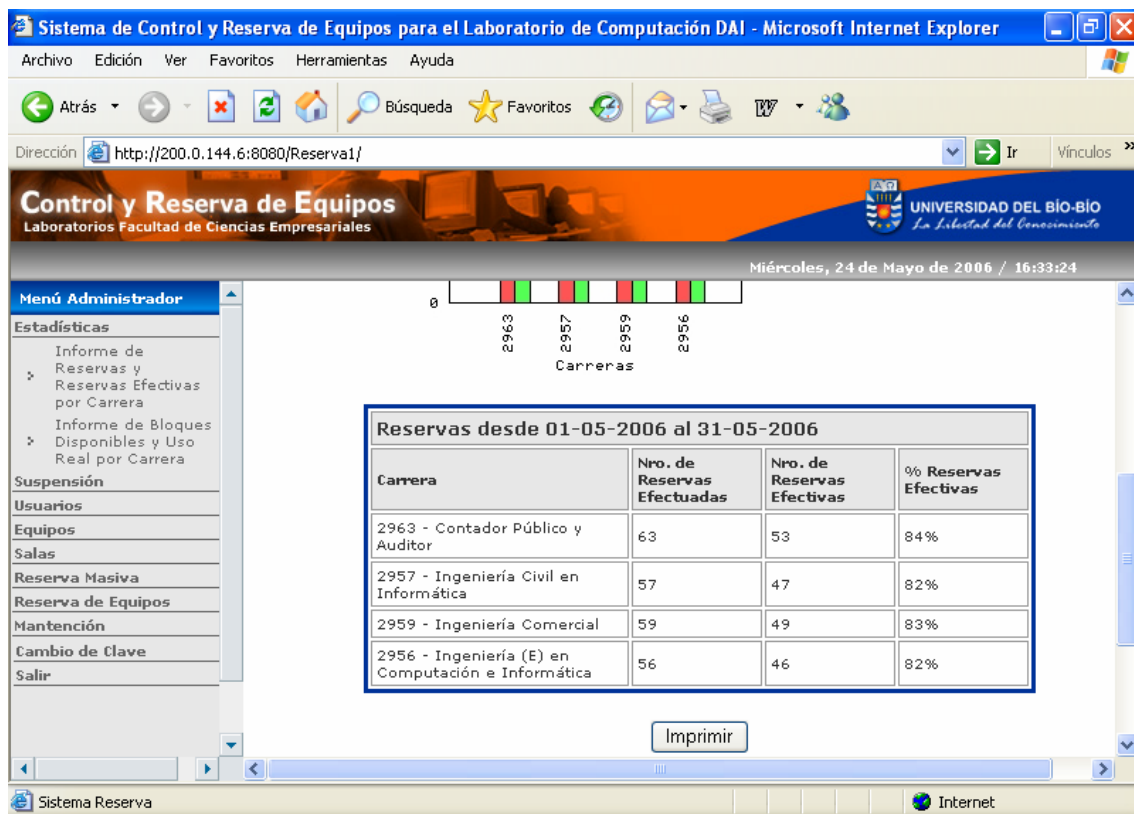 Sistema de Control y Reserva de Equipos para el Laboratorio de Computación DAI - Microsoft Internet Explorer
Archivo Edición Ver Favoritos Herramientas Ayuda
Atrás Búsqueda Favoritos
Dirección http://200.0.144.6:8080/Reserva1/ Ir Vínculos »
Control y Reserva de Equipos
Laboratorios Facultad de Ciencias Empresariales
UNIVERSIDAD DEL BÍO-BÍO
La Libertad del Conocimiento
Miércoles, 24 de Mayo de 2006 / 16:33:24
Menú Administrador
Estadísticas
Informe de
Reservas y
Reservas Efectivas
por Carrera
Informe de Bloques
Disponibles y Uso
Real por Carrera
Suspensión
Usuarios
Equipos
Salas
Reserva Masiva
Reserva de Equipos
Mantención
Cambio de Clave
Salir
0
2963 2957 2959 2956
Carreras
Reservas desde 01-05-2006 al 31-05-2006
Carrera
Nro. de
Reservas
Efectuadas
Nro. de
Reservas
Efectivas
% Reservas
Efectivas
2963 - Contador Público y
Auditor
63 53 84%
2957 - Ingeniería Civil en
Informática
57 47 82%
2959 - Ingeniería Comercial 59 49 83%
2956 - Ingeniería (E) en
Computación e Informática
56 46 82%
Imprimir
Sistema Reserva Internet